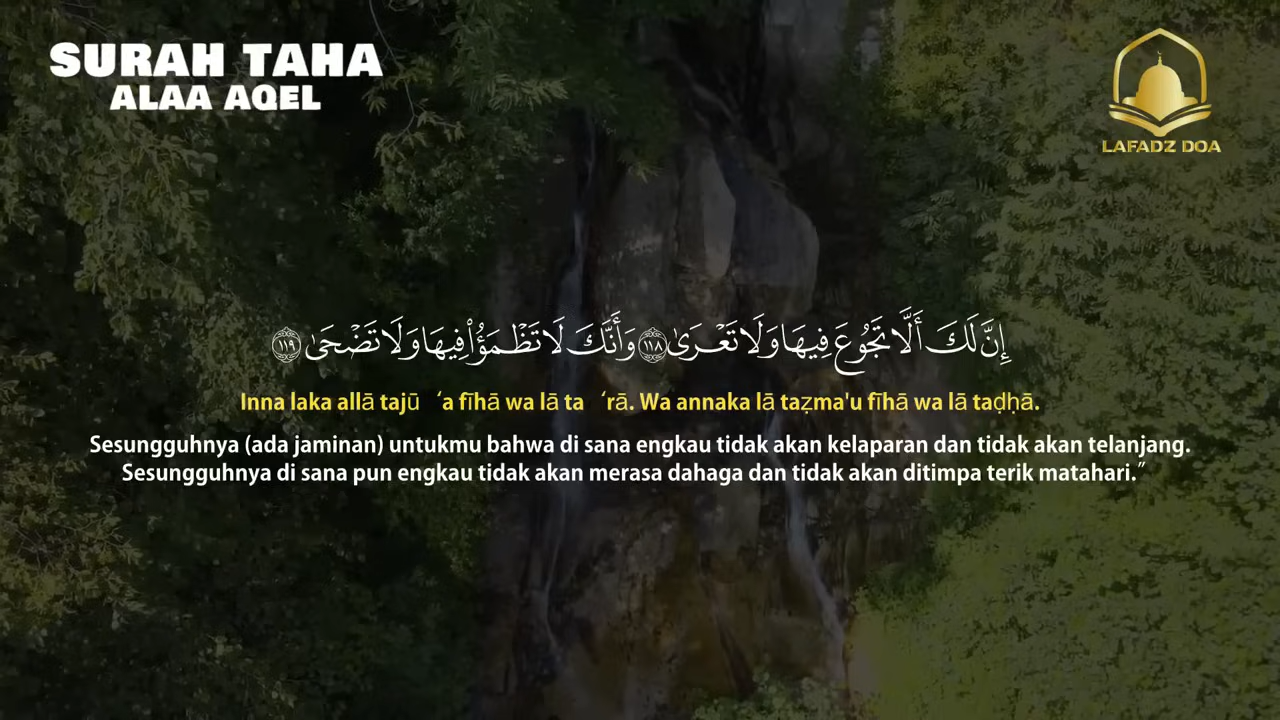 SURAH TAHA
ALAA AQEL
LAFADZ DOA
إِنَّ لَكَ أَلَّا تَجُوعَ فِيهَا وَلَا تَعْرَىٰ ١١٨ وَأَنَّكَ لَا تَظْمَؤُا۟ فِيهَا وَلَا تَضْحَىٰ ١١٩
Inna laka allā tajū ‘a fīhā wa lā ta ‘rā. Wa annaka lā taẓma'u fīhā wa lā taḍḥā.
Sesungguhnya (ada jaminan) untukmu bahwa di sana engkau tidak akan kelaparan dan tidak akan telanjang.
Sesungguhnya di sana pun engkau tidak akan merasa dahaga dan tidak akan ditimpa terik matahari.”